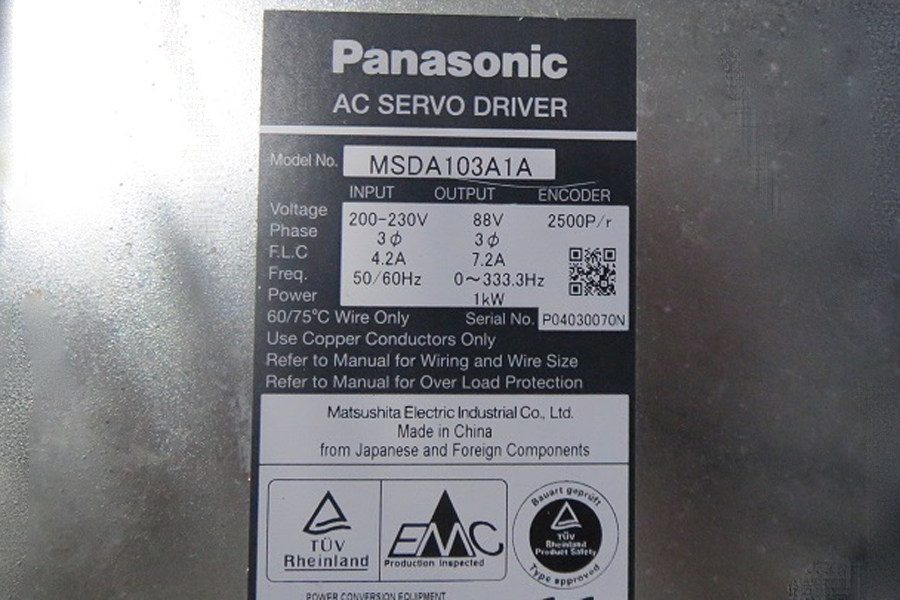 Panasonic
AC SERVO DRIVER
Model No. MSDA103A1A
INPUT OUTPUT ENCODER
Voltage 200-230V 88V 2500P/r
Phase 3ϕ 3ϕ
F.L.C 4.2A 7.2A
Freq. 50/60Hz 0～333.3Hz
Power 1kW
60/75°C Wire Only Serial No. P04030070N
Use Copper Conductors Only
Refer to Manual for Wiring and Wire Size
Refer to Manual for Over Load Protection
Matsushita Electric Industrial Co., Ltd.
Made in China
from Japanese and Foreign Components
TÜV
Rheinland
EMC
Production Inspected
Bauart geprüft
TÜV
Rheinland
Product Safety
Type approved
POWER CONVERSION EQUIPMENT